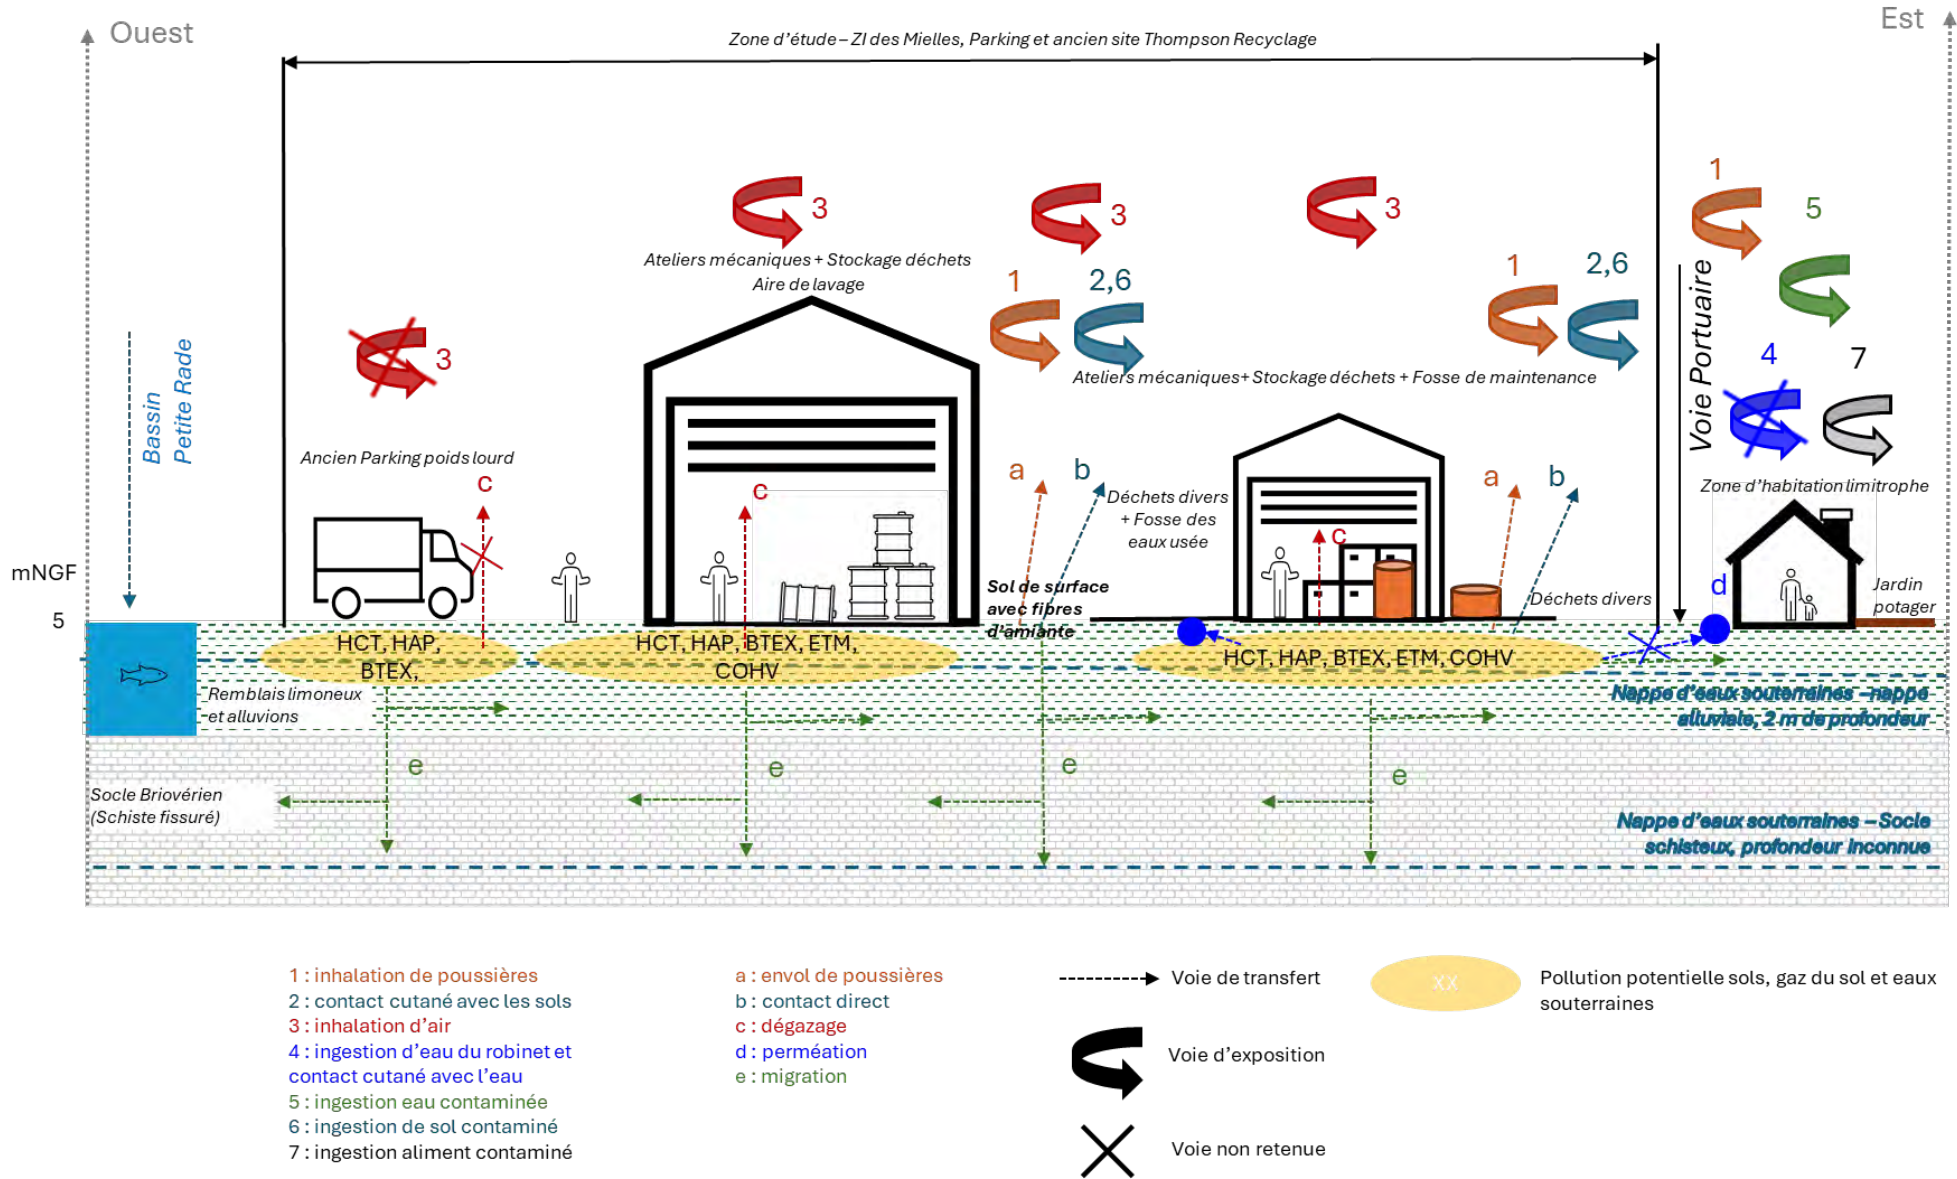 Ouest
Est
Zone d'étude – ZI des Mielles, Parking et ancien site Thompson Recyclage
3
3
3
1
5
Ateliers mécaniques + Stockage déchets
Aire de lavage
1
2,6
1
2,6
Voie Portuaire
Bassin
Petite Rade
3
4
7
Ateliers mécaniques+ Stockage déchets + Fosse de maintenance
Ancien Parking poids lourd
c
c
a
b
Déchets divers
+ Fosse des
eaux usée
c
a
b
Zone d'habitation limitrophe
mNGF
5
Sol de surface
avec fibres
d'amiante
Déchets divers
d
Jardin
potager
HCT, HAP,
BTEX,
HCT, HAP, BTEX, ETM,
COHV
HCT, HAP, BTEX, ETM, COHV
Remblais limoneux
et alluvions
Nappe d'eaux souterraines – nappe
alluviale, 2 m de profondeur
e
e
e
e
Socle Briovérien
(Schiste fissuré)
Nappe d'eaux souterraines – Socle
schisteux, profondeur inconnue
1 : inhalation de poussières
2 : contact cutané avec les sols
3 : inhalation d'air
4 : ingestion d'eau du robinet et
contact cutané avec l'eau
5 : ingestion eau contaminée
6 : ingestion de sol contaminé
7 : ingestion aliment contaminé
a : envol de poussières
b : contact direct
c : dégazage
d : perméation
e : migration
Voie de transfert
Voie d'exposition
Voie non retenue
XX
Pollution potentielle sols, gaz du sol et eaux
souterraines